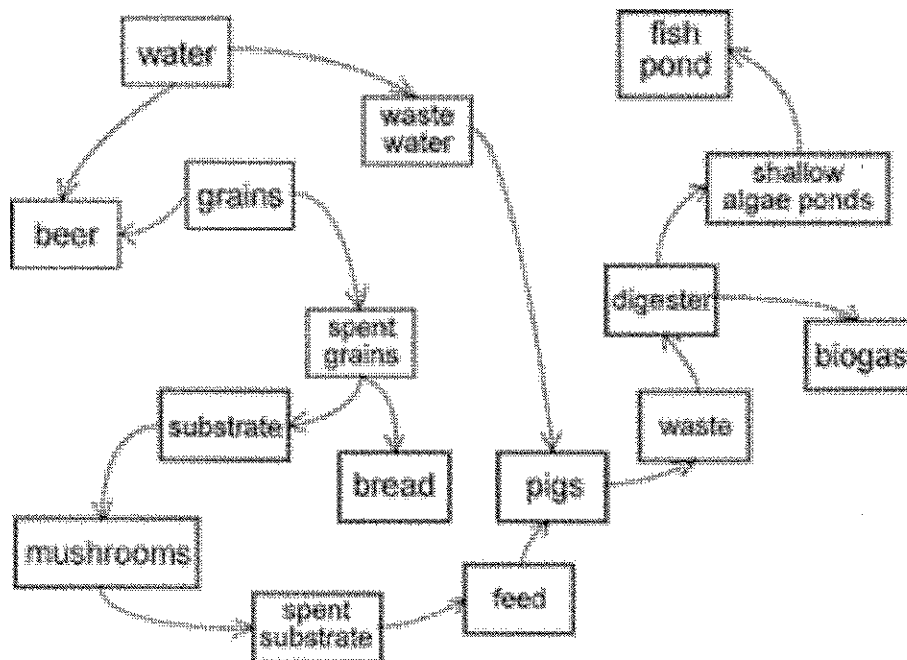 water
fish
pond
waste
water
shallow
algae ponds
grains
beer
digester
spent
grains
biogas
substrate
waste
bread
pigs
mushrooms
feed
spent
substrate